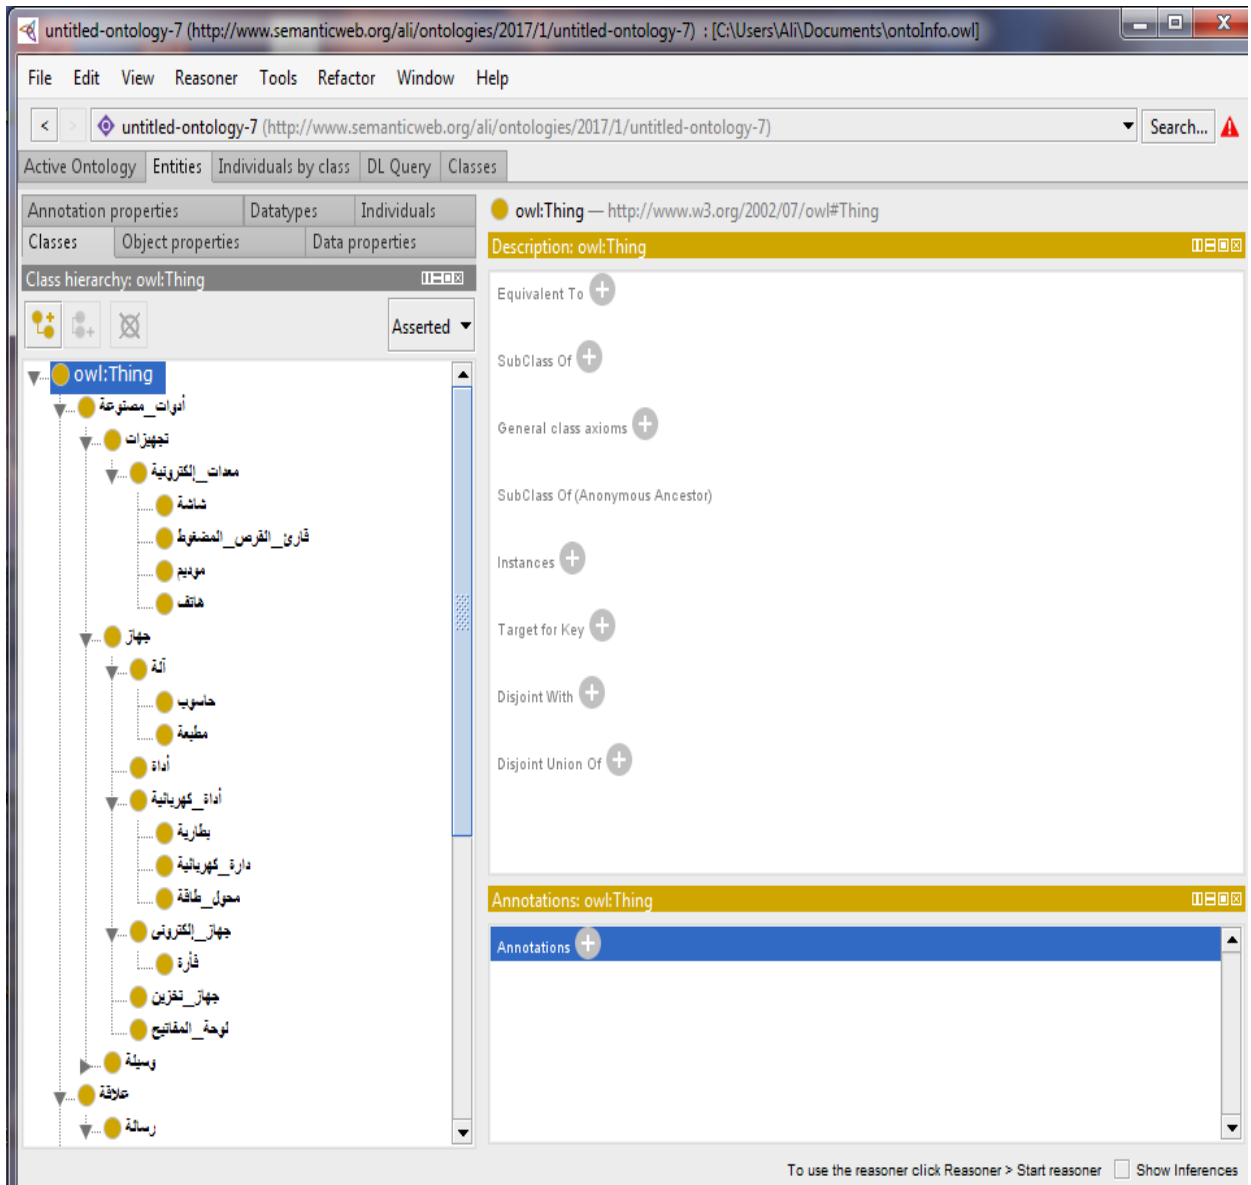 untitled-ontology-7 (http://www.semanticweb.org/ali/ontologies/2017/1/untitled-ontology-7) : [C:\Users\Ali\Documents\ontoInfo.owl]
File Edit View Reasoner Tools Refactor Window Help
untitled-ontology-7 (http://www.semanticweb.org/ali/ontologies/2017/1/untitled-ontology-7) Search...
Active Ontology Entities Individuals by class DL Query Classes
Annotation properties Datatypes Individuals
Classes Object properties Data properties
Class hierarchy: owl:Thing
Asserted
owl:Thing
أدوات_مصنوعة
تجهيزات
معدات_إلكترونية
شاشة
قارئ_القرص_المضغوط
موديم
هاتف
جهاز
آلة
حاسوب
مطبعة
أداة
أداة_كهربائية
بطارية
دارة_كهربائية
محول_طاقة
جهاز_إلكتروني
فأرة
جهاز_تخزين
لوحة_المفاتيح
وسيلة
علاقة
رسالة
owl:Thing — http://www.w3.org/2002/07/owl#Thing
Description: owl:Thing
Equivalent To
SubClass Of
General class axioms
SubClass Of (Anonymous Ancestor)
Instances
Target for Key
Disjoint With
Disjoint Union Of
Annotations: owl:Thing
Annotations
To use the reasoner click Reasoner > Start reasoner Show Inferences